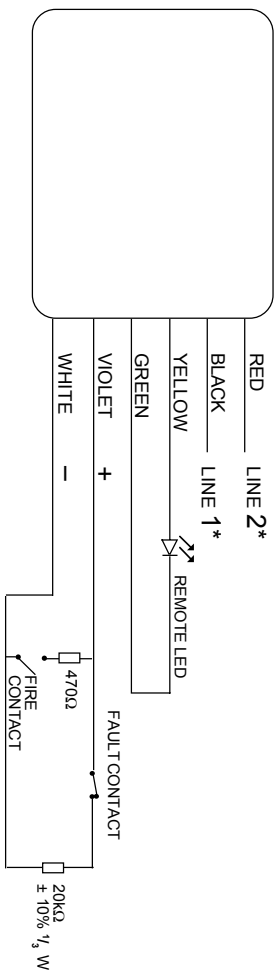 RED
LINE 2*
BLACK
LINE 1*
YELLOW
REMOTE LED
GREEN
VIOLET
+
FAULT CONTACT
WHITE
–
470Ω
FIRE
CONTACT
20kΩ
± 10% 1/3 W